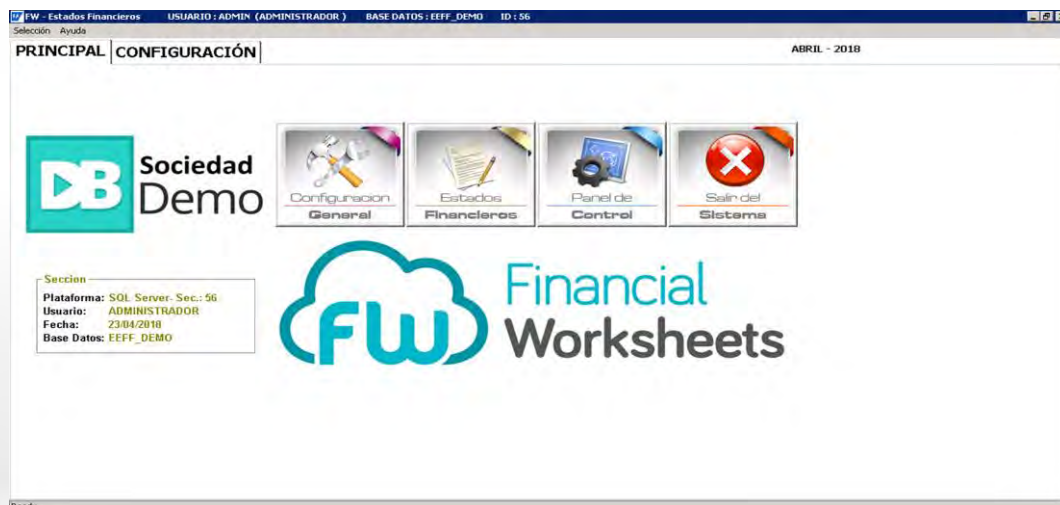 FW - Estados Financieros USUARIO : ADMIN (ADMINISTRADOR ) BASE DATOS : EEFF_DEMO ID : 56
Selección Ayuda
PRINCIPAL CONFIGURACIÓN ABRIL - 2018
DB Sociedad Demo
Configuracion General
Estados Financieros
Panel de Control
Salir del Sistema
Seccion
Plataforma: SQL Server- Sec.: 56
Usuario: ADMINISTRADOR
Fecha: 23/04/2018
Base Datos: EEFF_DEMO
FW Financial Worksheets